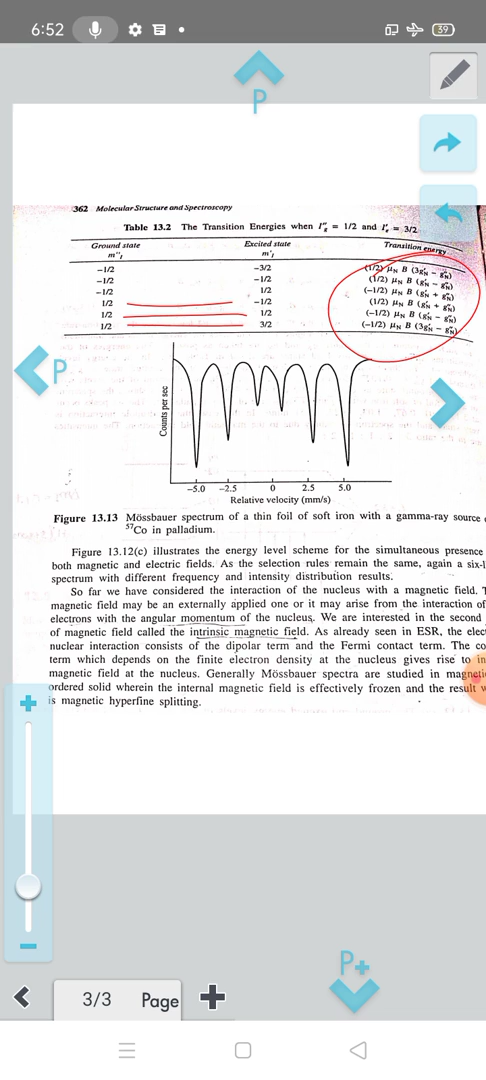 6:52
39
P
362 Molecular Structure and Spectroscopy
Table 13.2 The Transition Energies when I″g = 1/2 and I′e = 3/2
Ground state Excited state Transition energy
m″I m′I
−1/2 −3/2 (1/2) μN B (3g′N − g″N)
−1/2 −1/2 (1/2) μN B (g′N − g″N)
−1/2 1/2 (−1/2) μN B (g′N + g″N)
1/2 −1/2 (1/2) μN B (g′N + g″N)
1/2 1/2 (−1/2) μN B (g′N − g″N)
1/2 3/2 (−1/2) μN B (3g′N − g″N)
P
Counts per sec
−5.0 −2.5 0 2.5 5.0
Relative velocity (mm/s)
Figure 13.13 Mössbauer spectrum of a thin foil of soft iron with a gamma-ray source
57Co in palladium.
Figure 13.12(c) illustrates the energy level scheme for the simultaneous presence
both magnetic and electric fields. As the selection rules remain the same, again a six-l
spectrum with different frequency and intensity distribution results.
So far we have considered the interaction of the nucleus with a magnetic field. T
magnetic field may be an externally applied one or it may arise from the interaction of
electrons with the angular momentum of the nucleus. We are interested in the second
of magnetic field called the intrinsic magnetic field. As already seen in ESR, the elec
nuclear interaction consists of the dipolar term and the Fermi contact term. The co
term which depends on the finite electron density at the nucleus gives rise to in
magnetic field at the nucleus. Generally Mössbauer spectra are studied in magneti
ordered solid wherein the internal magnetic field is effectively frozen and the result w
is magnetic hyperfine splitting.
P+
3/3 Page